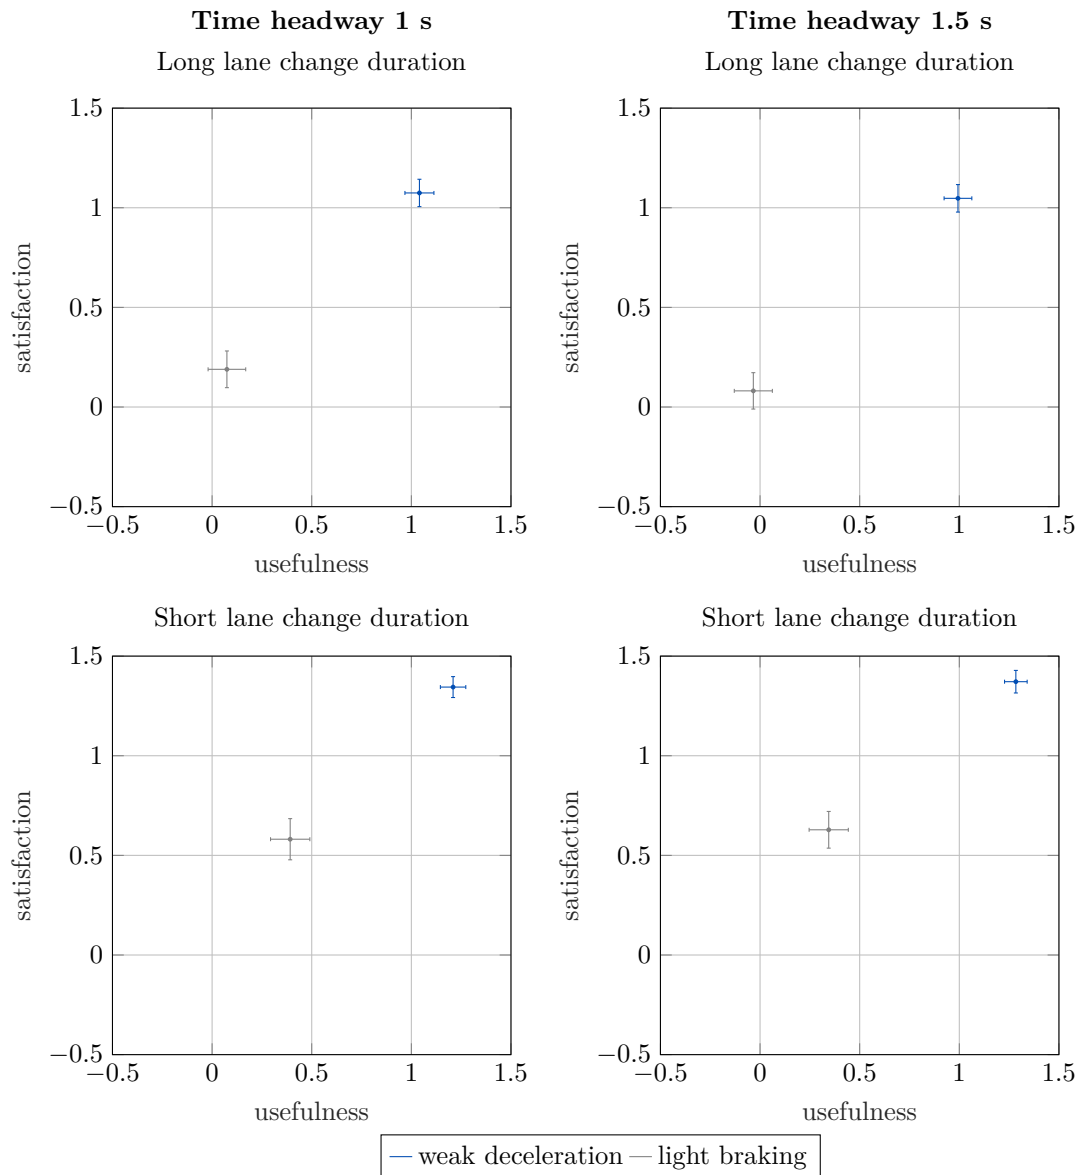 Time headway 1 s
Time headway 1.5 s
Long lane change duration
Long lane change duration
1.5
1
0.5
0
−0.5
satisfaction
−0.5 0 0.5 1 1.5
usefulness
1.5
1
0.5
0
−0.5
satisfaction
−0.5 0 0.5 1 1.5
usefulness
Short lane change duration
Short lane change duration
1.5
1
0.5
0
−0.5
satisfaction
−0.5 0 0.5 1 1.5
usefulness
1.5
1
0.5
0
−0.5
satisfaction
−0.5 0 0.5 1 1.5
usefulness
weak deceleration light braking